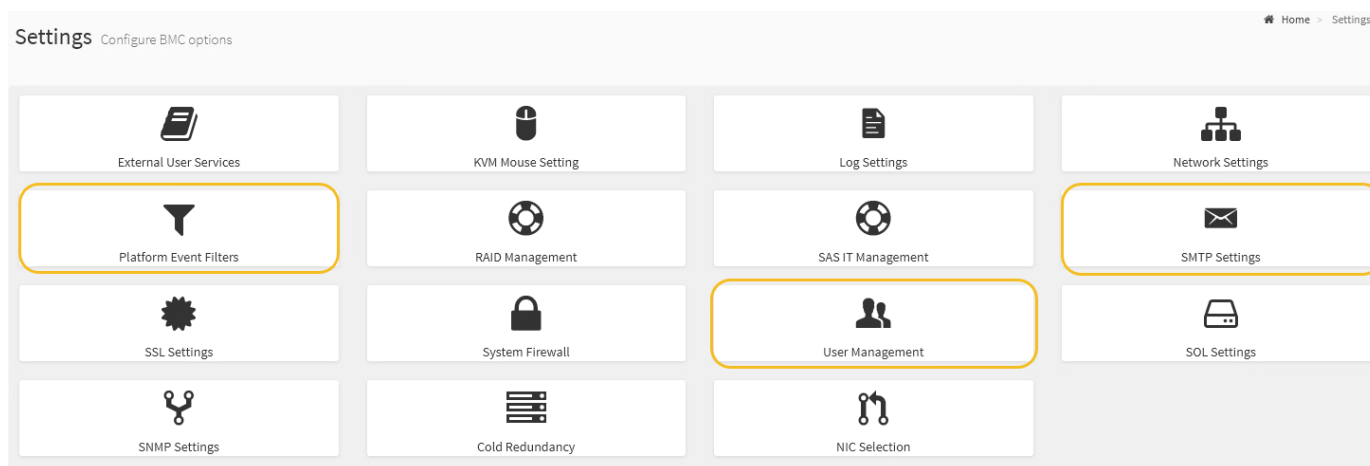 Settings Configure BMC options
Home > Settings
External User Services
KVM Mouse Setting
Log Settings
Network Settings
Platform Event Filters
RAID Management
SAS IT Management
SMTP Settings
SSL Settings
System Firewall
User Management
SOL Settings
SNMP Settings
Cold Redundancy
NIC Selection